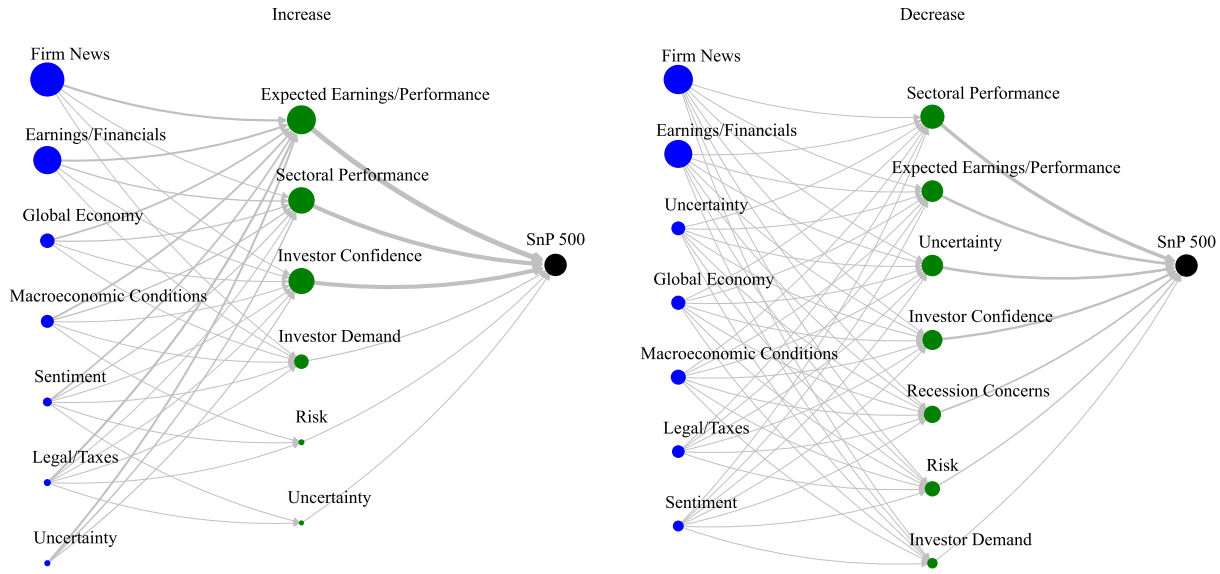 Increase
Firm News
Earnings/Financials
Global Economy
Macroeconomic Conditions
Sentiment
Legal/Taxes
Uncertainty
Expected Earnings/Performance
Sectoral Performance
Investor Confidence
Investor Demand
Risk
Uncertainty
SnP 500
Decrease
Firm News
Earnings/Financials
Uncertainty
Global Economy
Macroeconomic Conditions
Legal/Taxes
Sentiment
Sectoral Performance
Expected Earnings/Performance
Uncertainty
Investor Confidence
Recession Concerns
Risk
Investor Demand
SnP 500